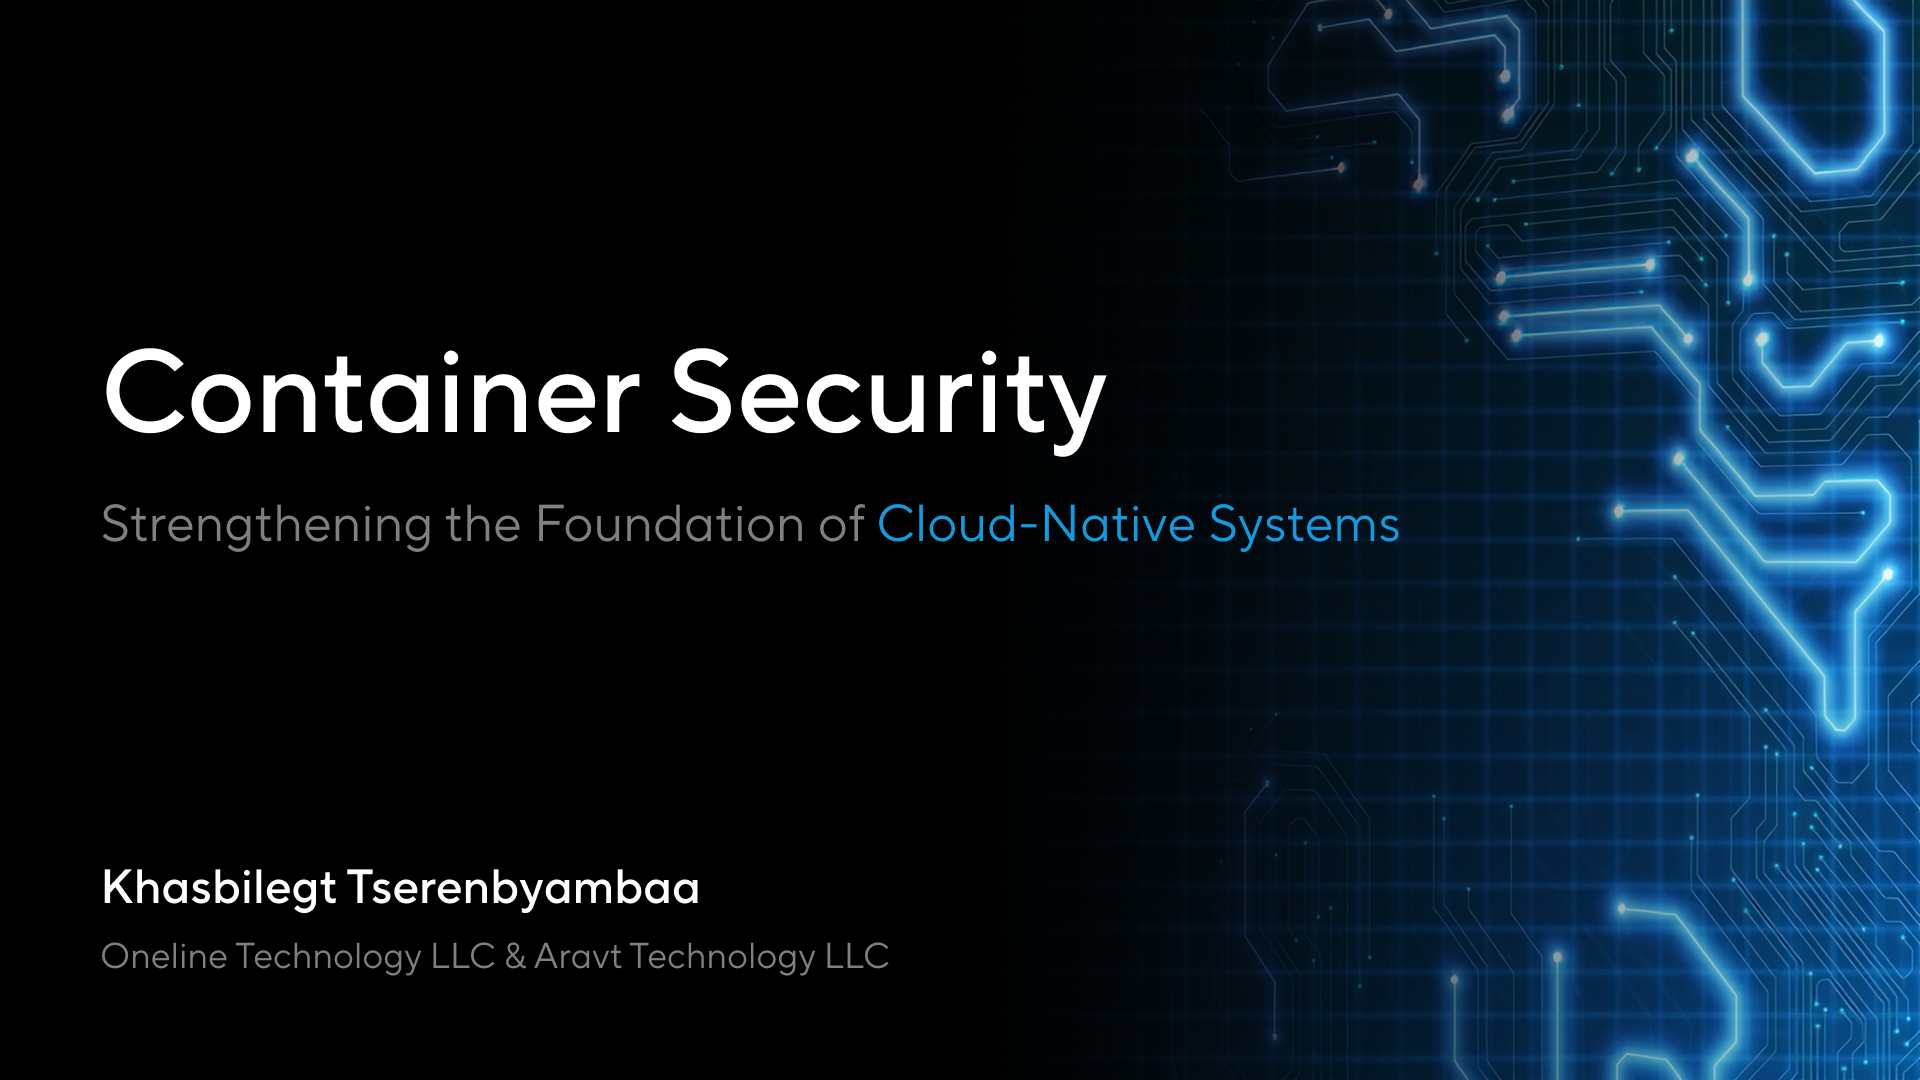 Container Security
Strengthening the Foundation of Cloud-Native Systems
Khasbilegt Tserenbyambaa
Oneline Technology LLC & Aravt Technology LLC